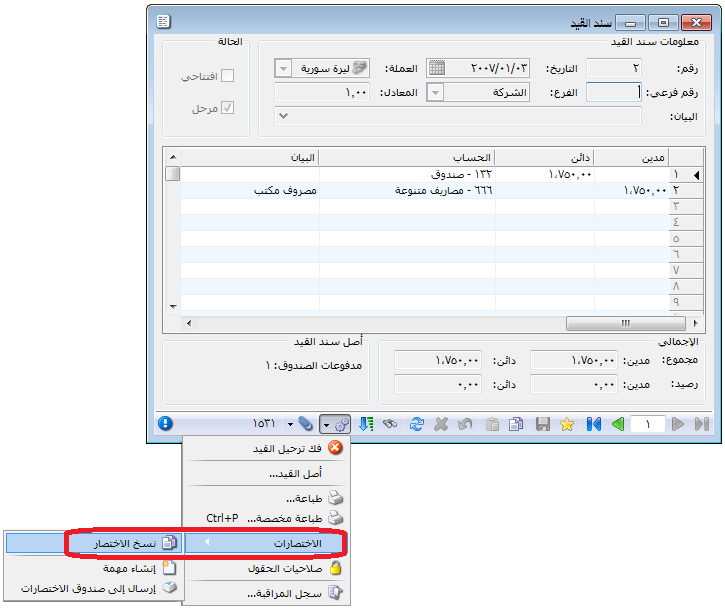 سند القيد
معلومات سند القيد
الحالة
رقم: ٢ التاريخ: ٢٠٠٧/٠١/٠٣ العملة: ليرة سورية
افتتاحي
رقم فرعي: ١ الفرع: الشركة المعادل: ١,٠٠
مرحل
البيان:
مدين دائن الحساب البيان
١ ١،٧٥٠,٠٠ ١٣٢ - صندوق
٢ ١،٧٥٠,٠٠ ٦٦٦ - مصاريف متنوعة مصروف مكتب
٣
٤
٥
٦
٧
٨
٩
الإجمالي
أصل سند القيد
مجموع: مدين: ١،٧٥٠,٠٠ دائن: ١،٧٥٠,٠٠
مدفوعات الصندوق: ١
رصيد: مدين: ٠,٠٠ دائن: ٠,٠٠
١ ١٥٣١
فك ترحيل القيد
أصل القيد...
طباعة...
طباعة مخصصة... Ctrl+P
الاختصارات
نسخ الاختصار
صلاحيات الحقول
إنشاء مهمة
سجل المراقبة...
إرسال إلى صندوق الاختصارات